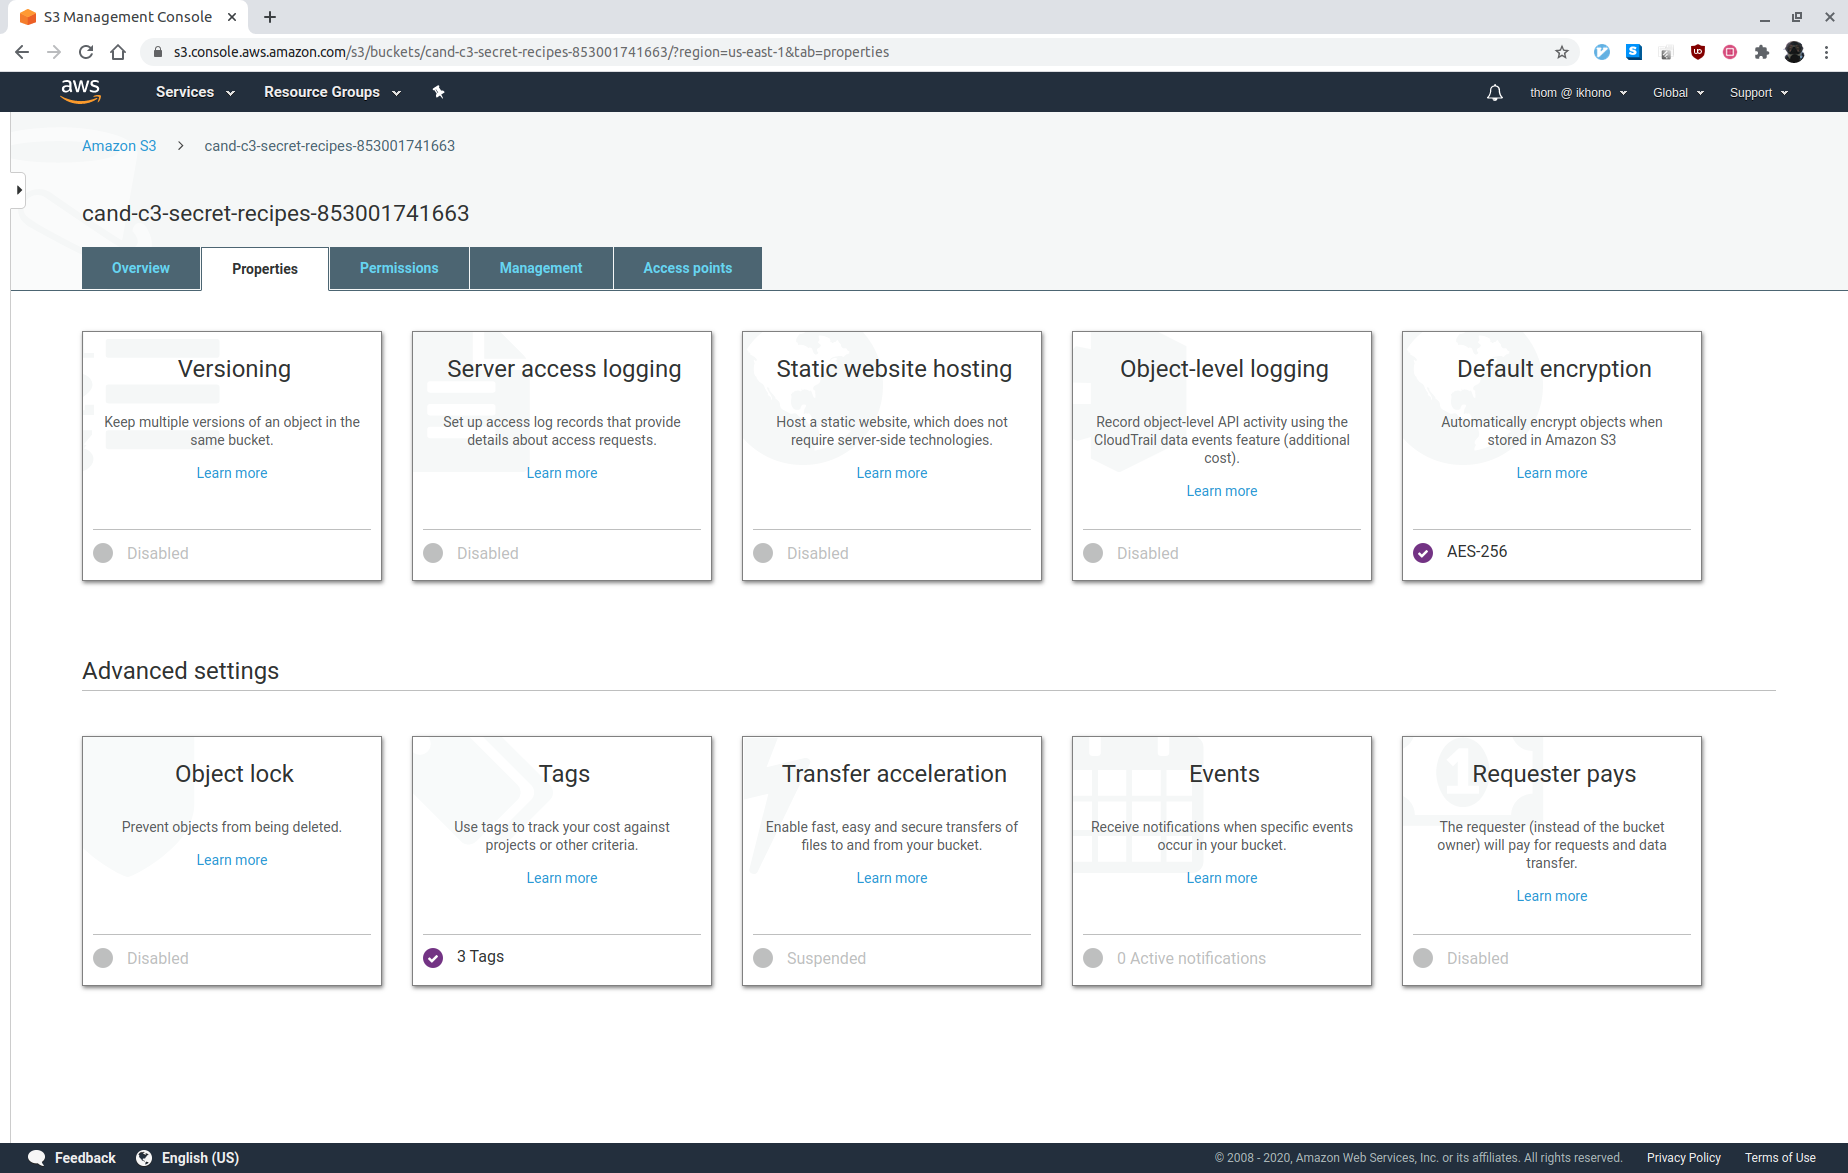 S3 Management Console
s3.console.aws.amazon.com/s3/buckets/cand-c3-secret-recipes-853001741663/?region=us-east-1&tab=properties
aws Services Resource Groups thom @ ikhono Global Support
Amazon S3 > cand-c3-secret-recipes-853001741663
cand-c3-secret-recipes-853001741663
Overview Properties Permissions Management Access points
Versioning
Keep multiple versions of an object in the
same bucket.
Learn more
Disabled
Server access logging
Set up access log records that provide
details about access requests.
Learn more
Disabled
Static website hosting
Host a static website, which does not
require server-side technologies.
Learn more
Disabled
Object-level logging
Record object-level API activity using the
CloudTrail data events feature (additional
cost).
Learn more
Disabled
Default encryption
Automatically encrypt objects when
stored in Amazon S3
Learn more
AES-256
Advanced settings
Object lock
Prevent objects from being deleted.
Learn more
Disabled
Tags
Use tags to track your cost against
projects or other criteria.
Learn more
3 Tags
Transfer acceleration
Enable fast, easy and secure transfers of
files to and from your bucket.
Learn more
Suspended
Events
Receive notifications when specific events
occur in your bucket.
Learn more
0 Active notifications
Requester pays
The requester (instead of the bucket
owner) will pay for requests and data
transfer.
Learn more
Disabled
Feedback English (US) © 2008 - 2020, Amazon Web Services, Inc. or its affiliates. All rights reserved. Privacy Policy Terms of Use